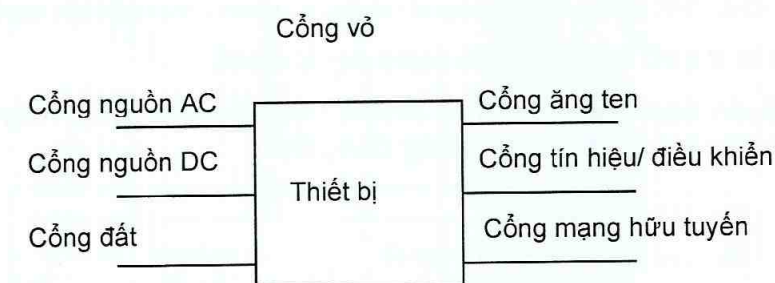 Cổng vỏ
Cổng nguồn AC
Cổng nguồn DC
Cổng đất
Thiết bị
Cổng ăng ten
Cổng tín hiệu/ điều khiển
Cổng mạng hữu tuyến